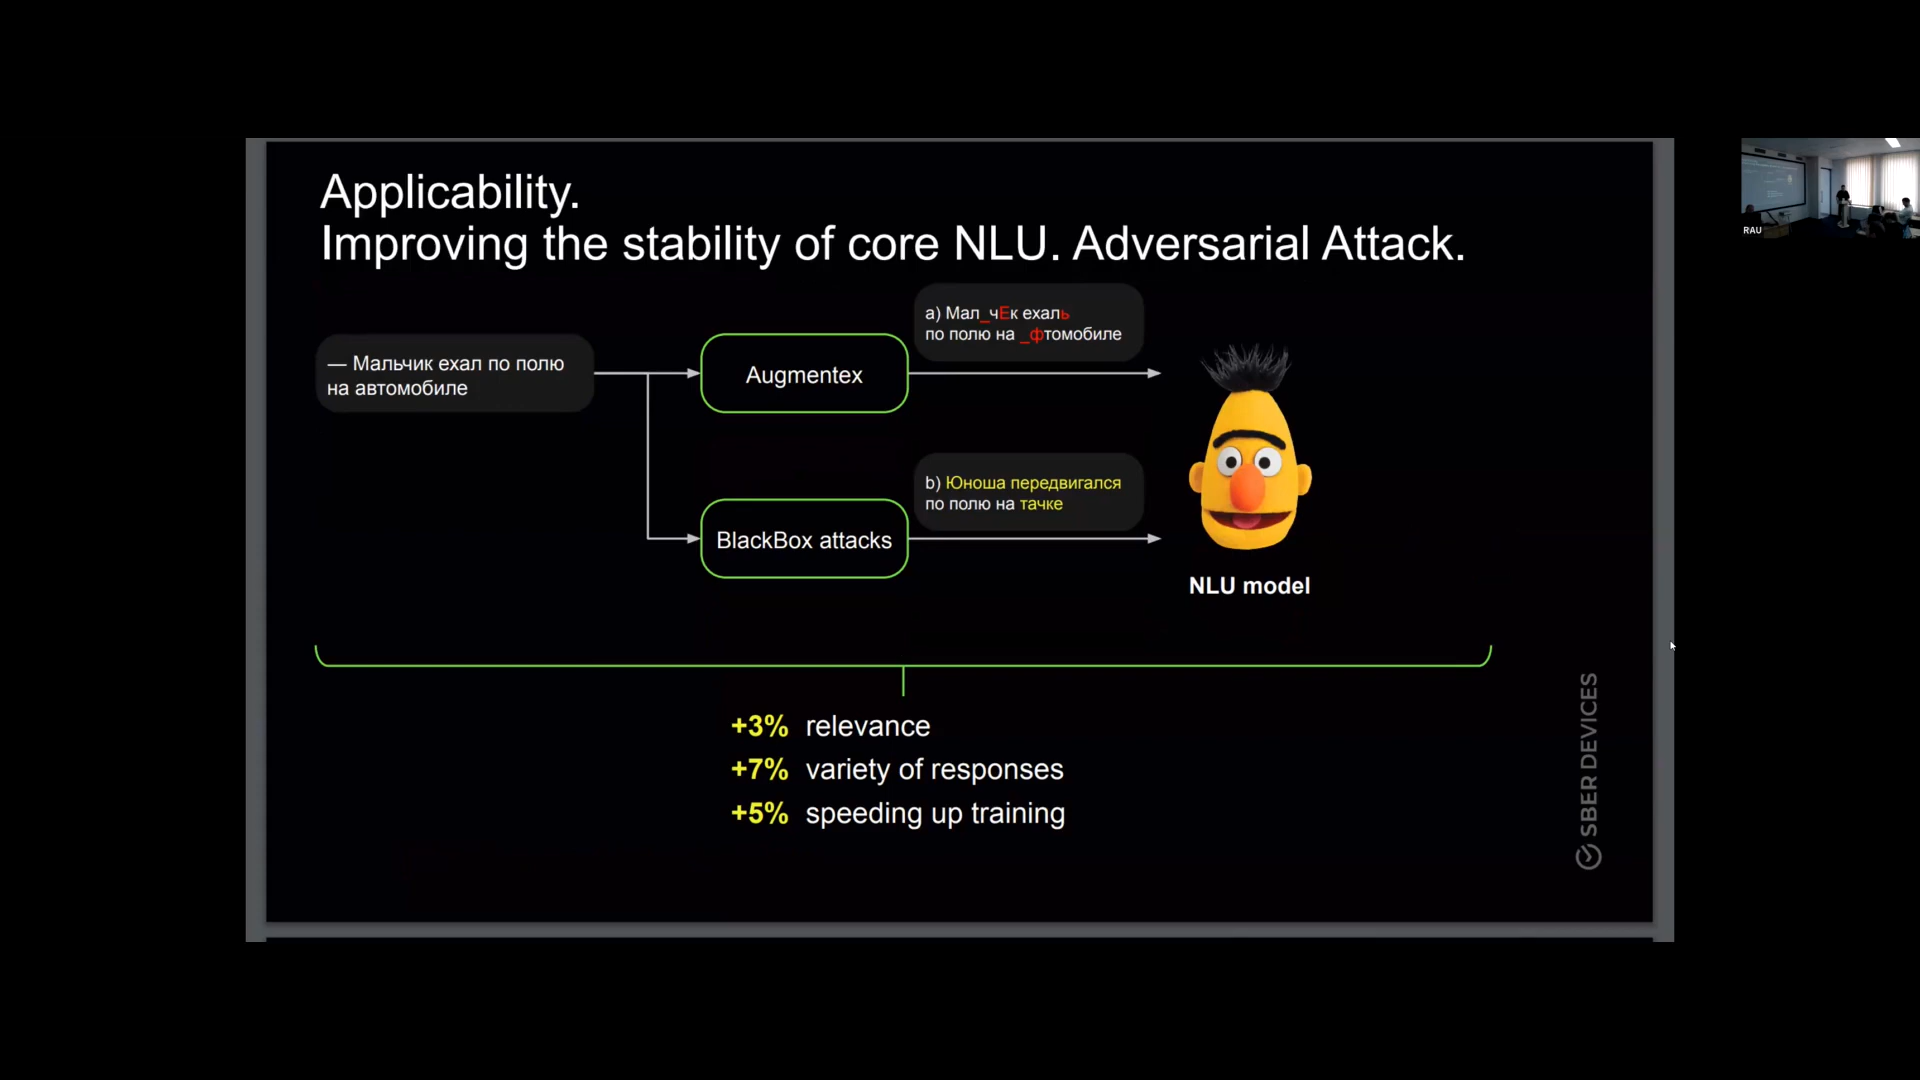 Applicability.
Improving the stability of core NLU. Adversarial Attack.
— Мальчик ехал по полю
на автомобиле
Augmentex
a) Мал_чЕк ехалЬ
по полю на _фтомобиле
BlackBox attacks
b) Юноша передвигался
по полю на тачке
NLU model
+3% relevance
+7% variety of responses
+5% speeding up training
SBER DEVICES
RAU